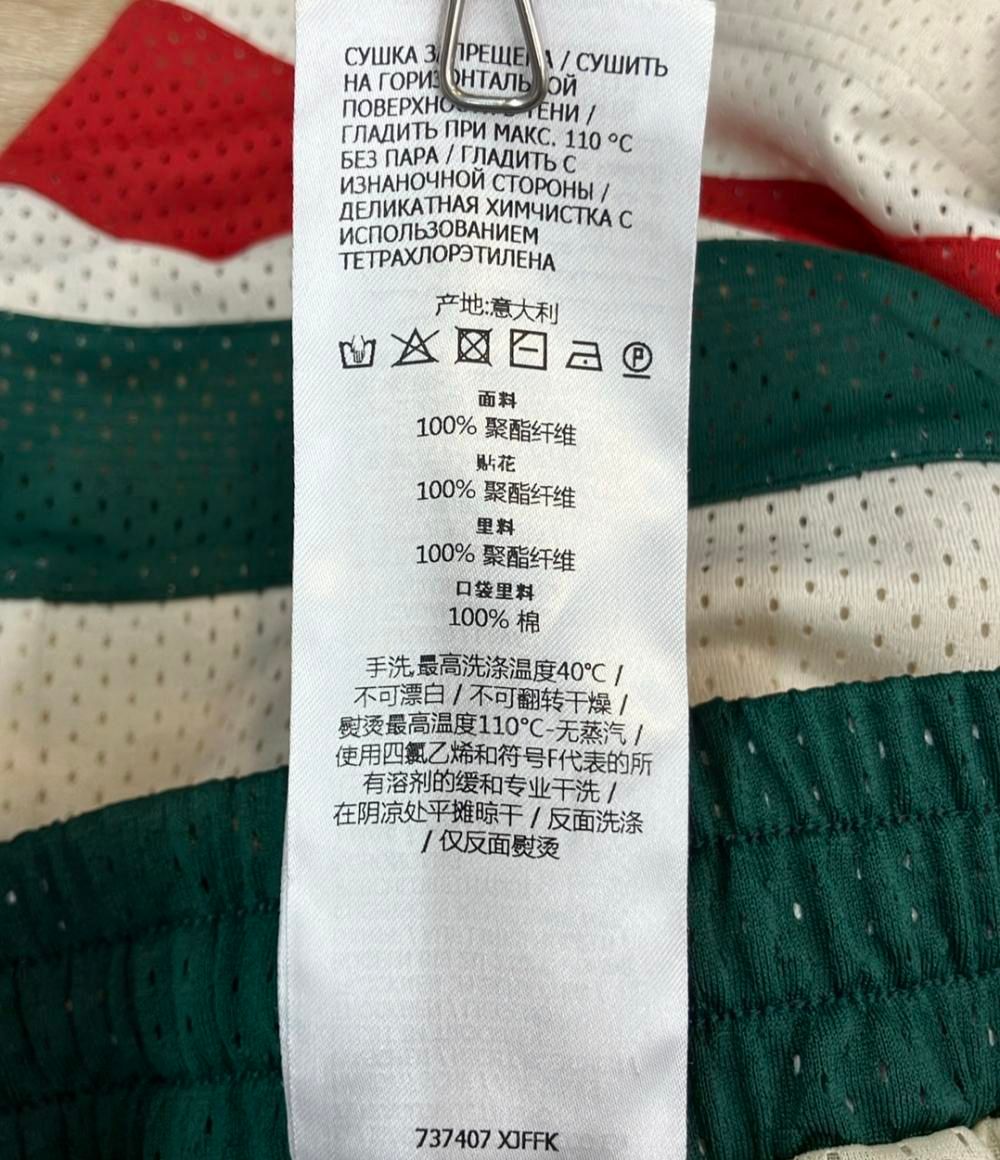 СУШКА ЗАПРЕЩЕНА / СУШИТЬ
НА ГОРИЗОНТАЛЬНОЙ
ТЕНИ /
ГЛАДИТЬ ПРИ МАКС. 110 °C
БЕЗ ПАРА / ГЛАДИТЬ С
ИЗНАНОЧНОЙ СТОРОНЫ /
ДЕЛИКАТНАЯ ХИМЧИСТКА С
ИСПОЛЬЗОВАНИЕМ
ТЕТРАХЛОРЭТИЛЕНА
产地:意大利
P
面料
100% 聚酯纤维
贴花
100% 聚酯纤维
里料
100% 聚酯纤维
口袋里料
100% 棉
手洗,最高洗涤温度40°C /
不可漂白 / 不可翻转干燥 /
熨烫最高温度110°C-无蒸汽 /
使用四氯乙烯和符号F代表的所
有溶剂的缓和专业干洗 /
在阴凉处平摊晾干 / 反面洗涤
/ 仅反面熨烫
737407 XJFFK